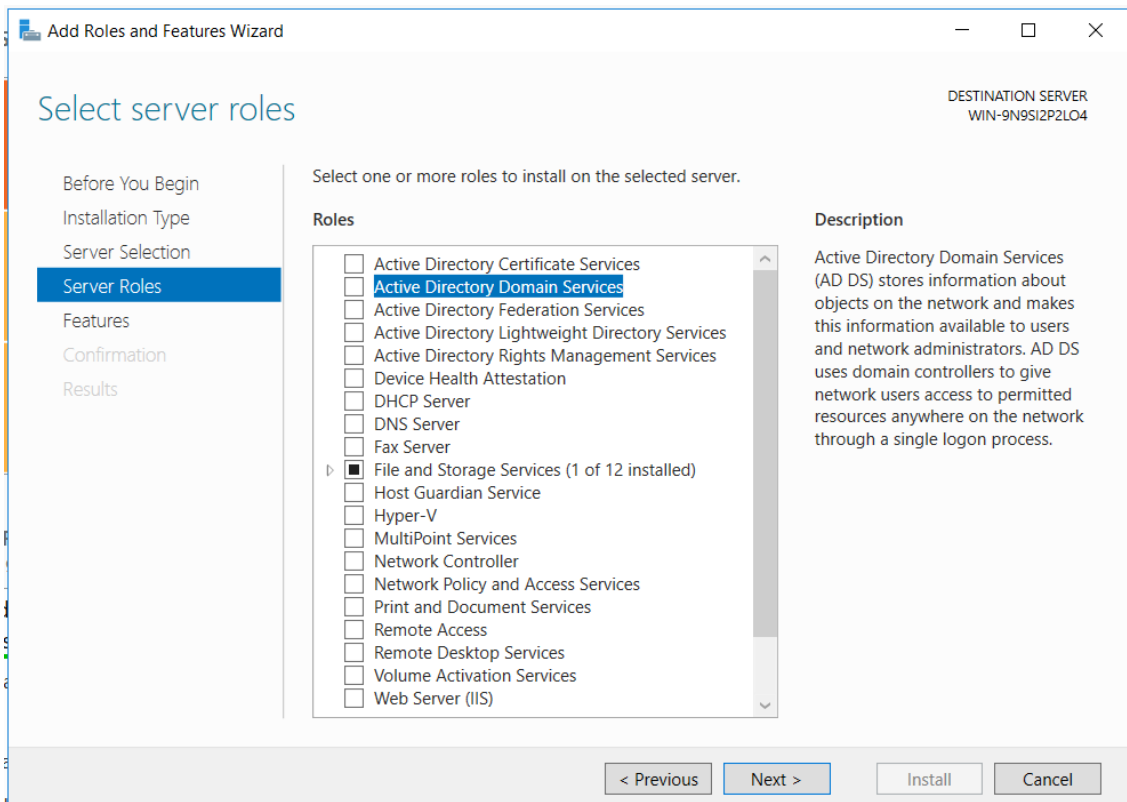 Add Roles and Features Wizard
Select server roles
DESTINATION SERVER
WIN-9N9SI2P2LO4
Before You Begin
Installation Type
Server Selection
Server Roles
Features
Confirmation
Results
Select one or more roles to install on the selected server.
Roles
Active Directory Certificate Services
Active Directory Domain Services
Active Directory Federation Services
Active Directory Lightweight Directory Services
Active Directory Rights Management Services
Device Health Attestation
DHCP Server
DNS Server
Fax Server
File and Storage Services (1 of 12 installed)
Host Guardian Service
Hyper-V
MultiPoint Services
Network Controller
Network Policy and Access Services
Print and Document Services
Remote Access
Remote Desktop Services
Volume Activation Services
Web Server (IIS)
Description
Active Directory Domain Services
(AD DS) stores information about
objects on the network and makes
this information available to users
and network administrators. AD DS
uses domain controllers to give
network users access to permitted
resources anywhere on the network
through a single logon process.
< Previous
Next >
Install
Cancel